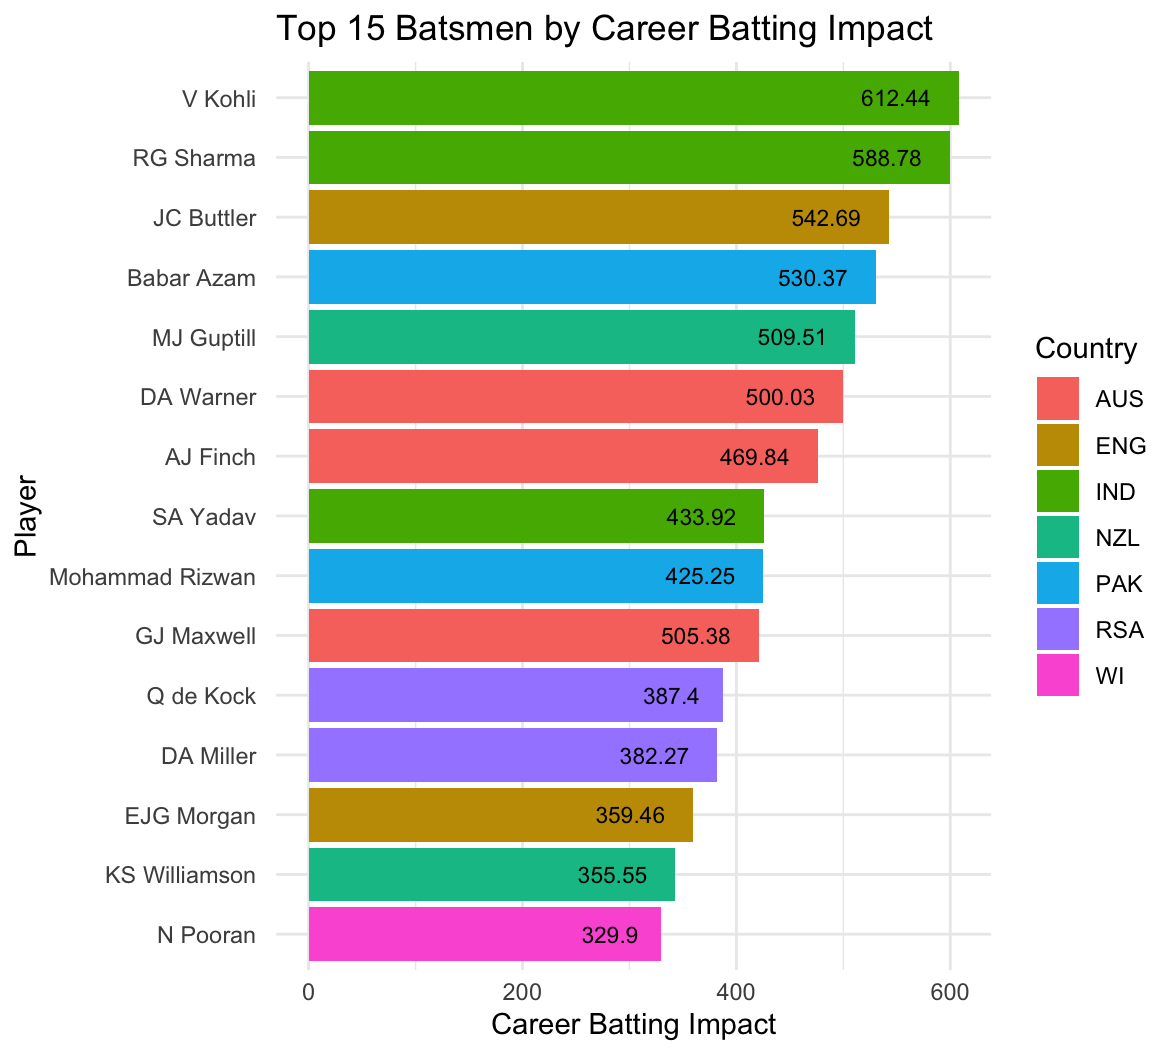 Top 15 Batsmen by Career Batting Impact
V Kohli 612.44
RG Sharma 588.78
JC Buttler 542.69
Babar Azam 530.37
MJ Guptill 509.51
DA Warner 500.03
AJ Finch 469.84
SA Yadav 433.92
Mohammad Rizwan 425.25
GJ Maxwell 505.38
Q de Kock 387.4
DA Miller 382.27
EJG Morgan 359.46
KS Williamson 355.55
N Pooran 329.9
0 200 400 600
Career Batting Impact
Player
Country
AUS
ENG
IND
NZL
PAK
RSA
WI